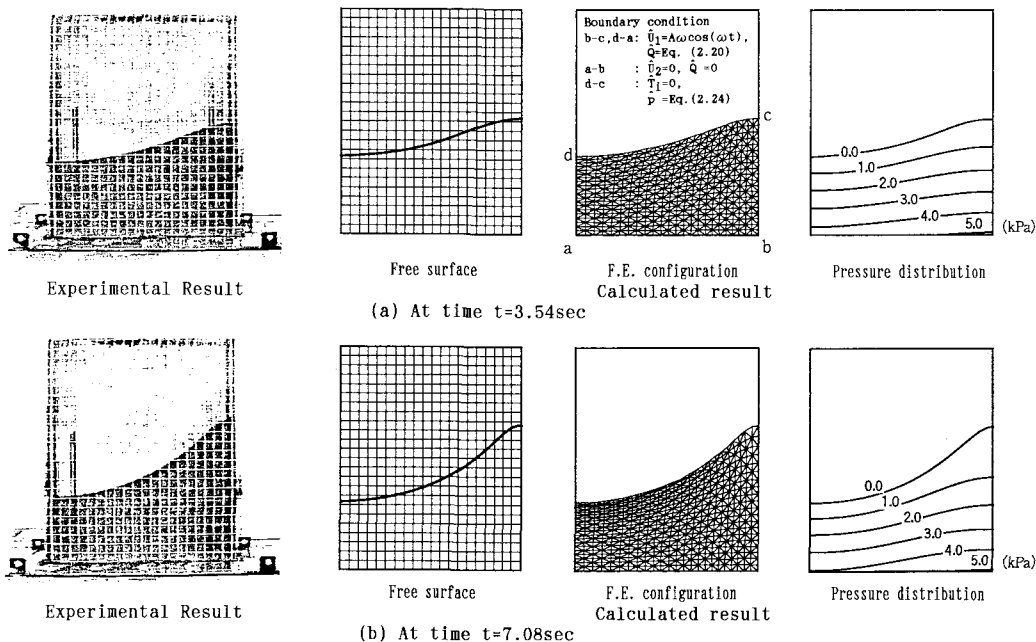 Boundary condition
b-c,d-a: Û₁=Aωcos(ωt),
Q̂=Eq. (2.20)
a-b : Û₂=0, Q̂ =0
d-c : T̂ᵢ=0,
p̂ =Eq.(2.24)
c
d
a
b
0.0
1.0
2.0
3.0
4.0
5.0
(kPa)
Experimental Result
Free surface
F.E. configuration
Calculated result
Pressure distribution
(a) At time t=3.54sec
0.0
1.0
2.0
3.0
4.0
5.0
(kPa)
Experimental Result
Free surface
F.E. configuration
Calculated result
Pressure distribution
(b) At time t=7.08sec